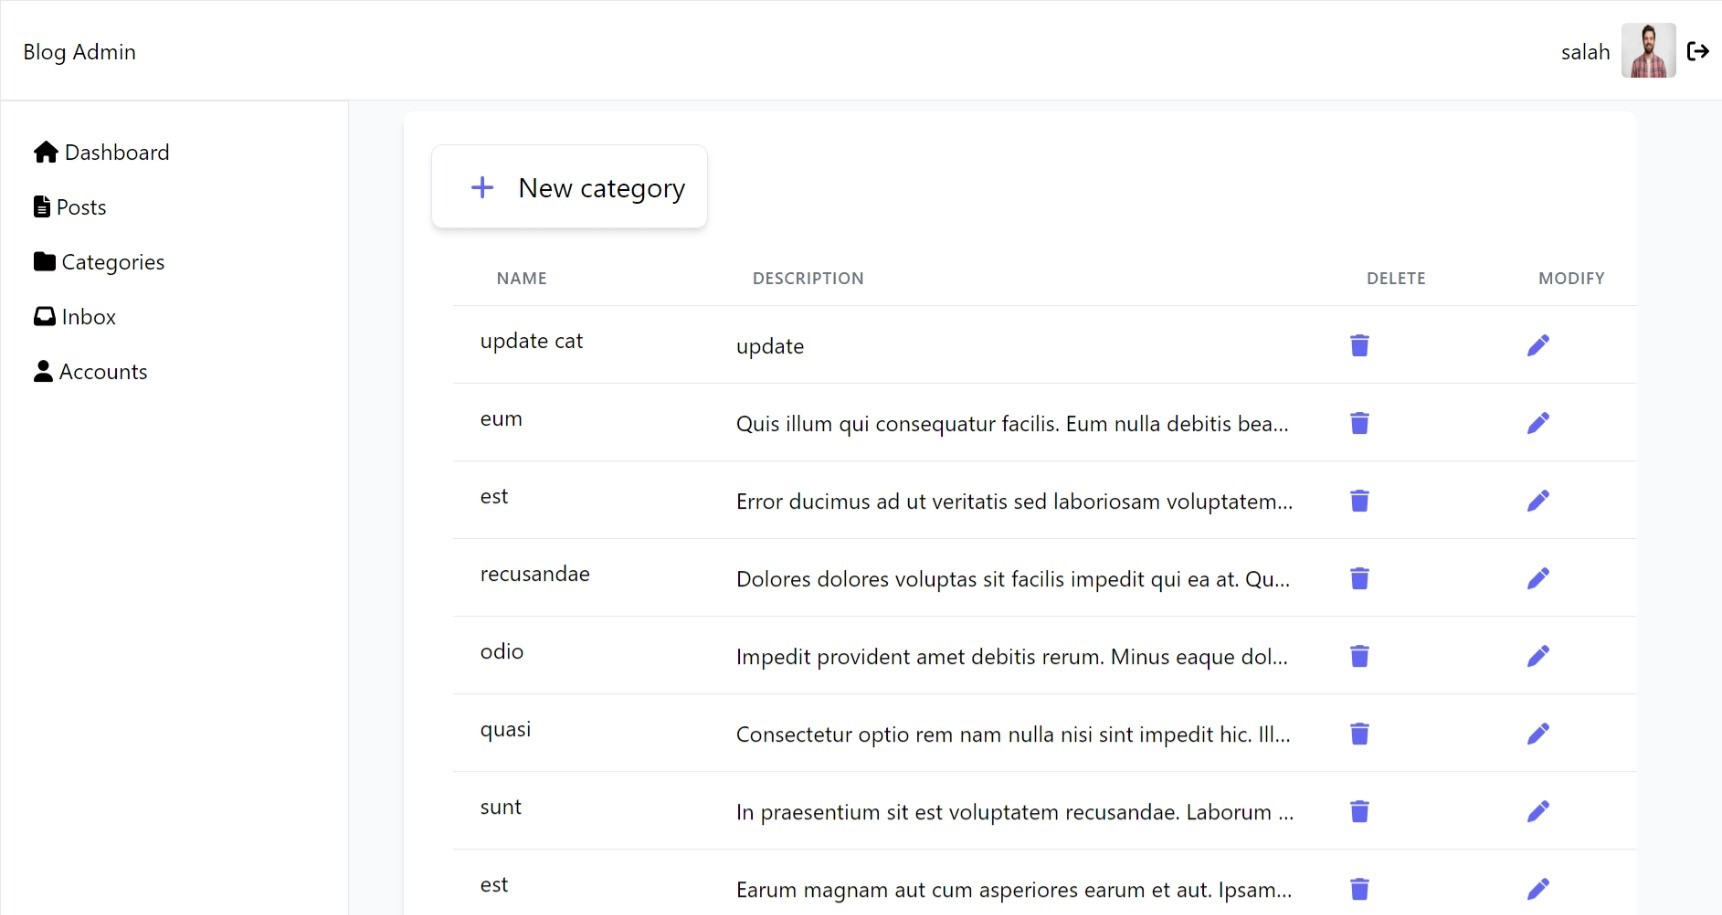 Blog Admin
salah
Dashboard
Posts
Categories
Inbox
Accounts
New category
NAME DESCRIPTION DELETE MODIFY
update cat update
eum Quis illum qui consequatur facilis. Eum nulla debitis bea...
est Error ducimus ad ut veritatis sed laboriosam voluptatem...
recusandae Dolores dolores voluptas sit facilis impedit qui ea at. Qu...
odio Impedit provident amet debitis rerum. Minus eaque dol...
quasi Consectetur optio rem nam nulla nisi sint impedit hic. Ill...
sunt In praesentium sit est voluptatem recusandae. Laborum ...
est Earum magnam aut cum asperiores earum et aut. Ipsam...